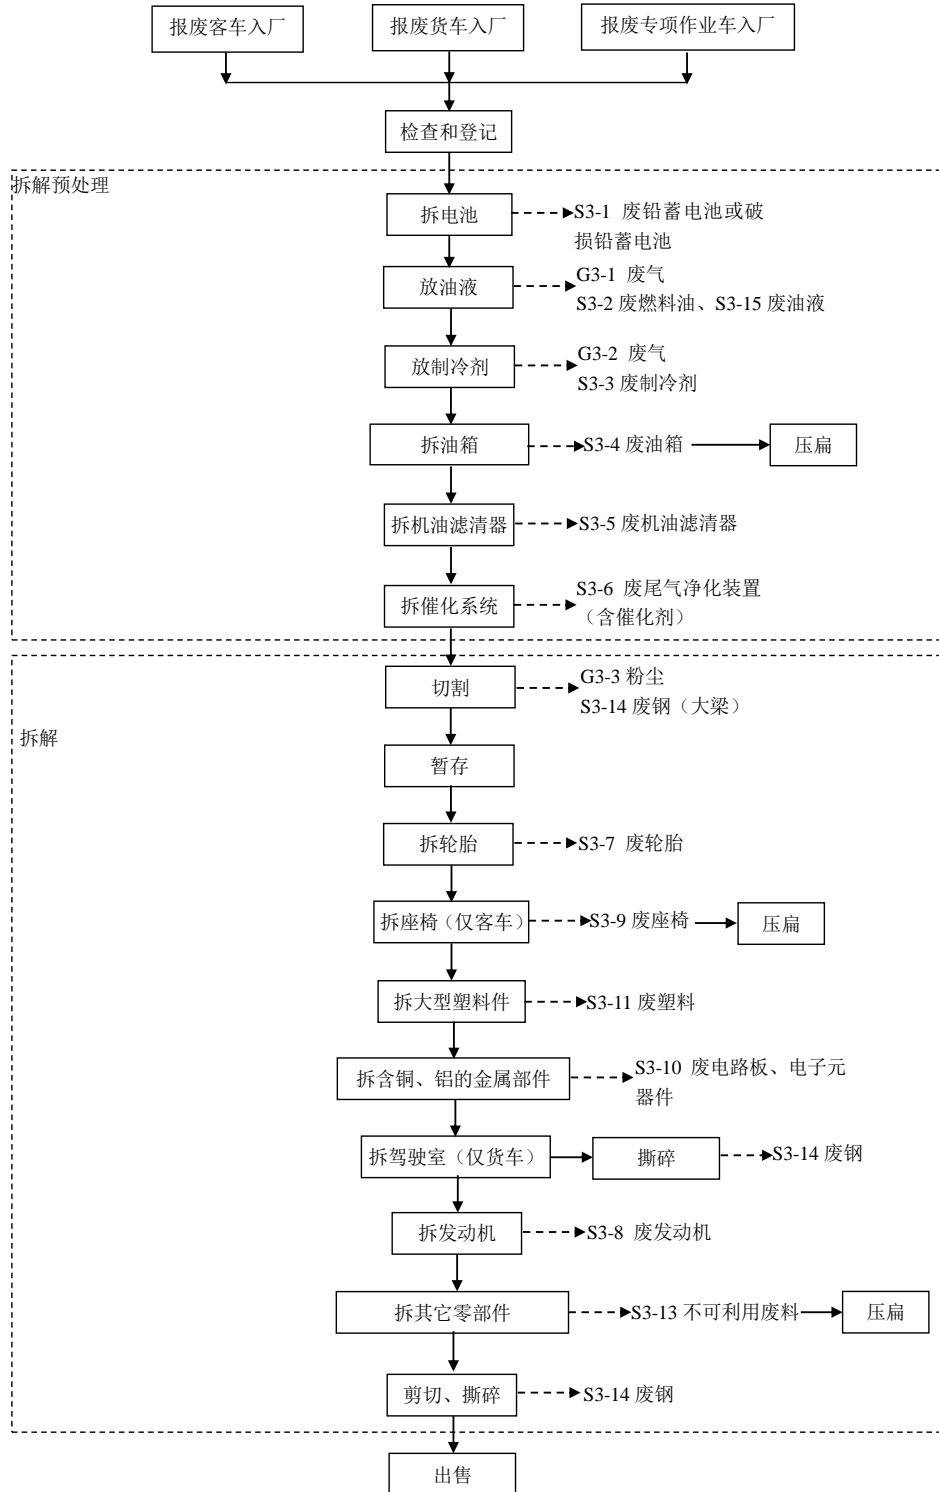 报废客车入厂
报废货车入厂
报废专项作业车入厂
检查和登记
拆解预处理
拆电池
S3-1 废铅蓄电池或破
损铅蓄电池
放油液
G3-1 废气
S3-2 废燃料油、S3-15 废油液
放制冷剂
G3-2 废气
S3-3 废制冷剂
拆油箱
S3-4 废油箱
压扁
拆机油滤清器
S3-5 废机油滤清器
拆催化系统
S3-6 废尾气净化装置
（含催化剂）
切割
G3-3 粉尘
S3-14 废钢（大梁）
拆解
暂存
拆轮胎
S3-7 废轮胎
拆座椅（仅客车）
S3-9 废座椅
压扁
拆大型塑料件
S3-11 废塑料
拆含铜、铝的金属部件
S3-10 废电路板、电子元
器件
拆驾驶室（仅货车）
撕碎
S3-14 废钢
拆发动机
S3-8 废发动机
拆其它零部件
S3-13 不可利用废料
压扁
剪切、撕碎
S3-14 废钢
出售